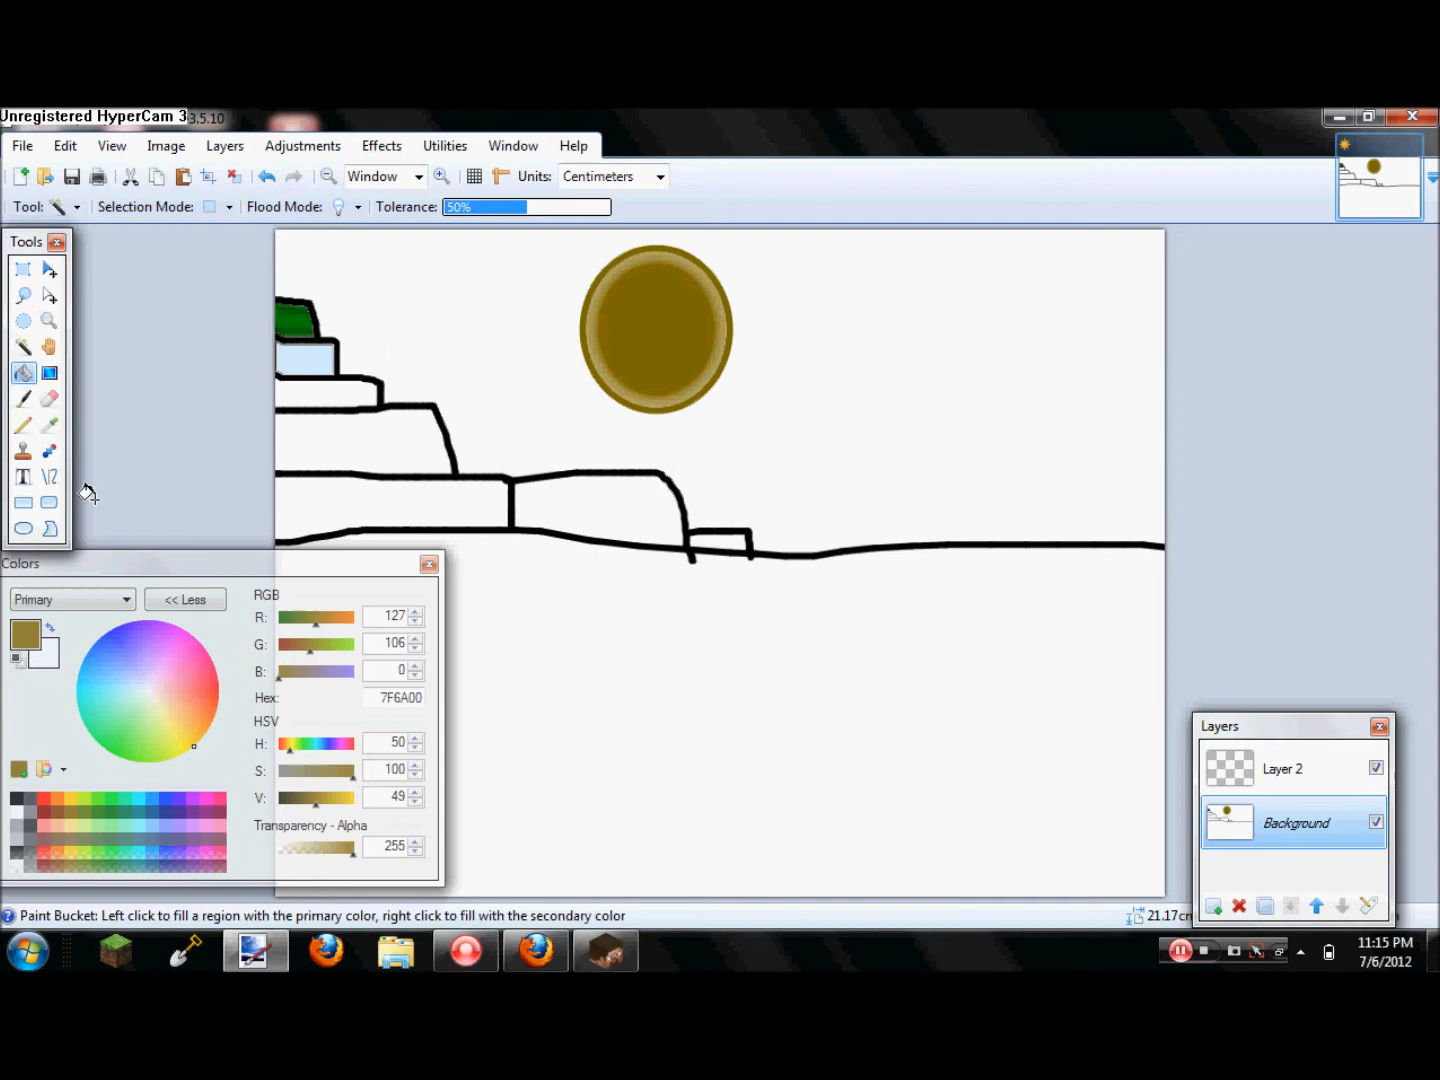 Unregistered HyperCam 3
3.5.10
File Edit View Image Layers Adjustments Effects Utilities Window Help
Window Units: Centimeters
Tool: Selection Mode: Flood Mode: Tolerance: 50%
Tools
Colors
Primary << Less
RGB
R: 127
G: 106
B: 0
Hex: 7F6A00
HSV
H: 50
S: 100
V: 49
Transparency - Alpha
255
Layers
Layer 2
Background
Paint Bucket: Left click to fill a region with the primary color, right click to fill with the secondary color
21.17
11:15 PM
7/6/2012